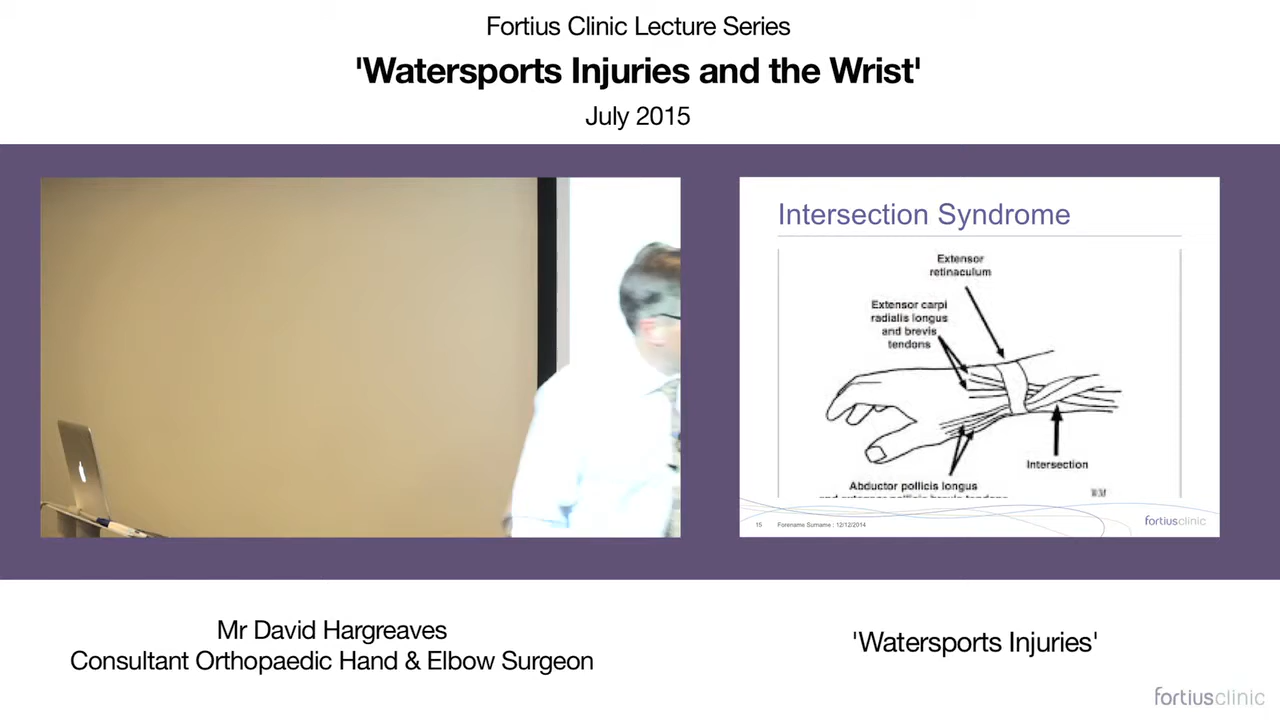 Fortius Clinic Lecture Series
'Watersports Injuries and the Wrist'
July 2015
Intersection Syndrome
Extensor
retinaculum
Extensor carpi
radialis longus
and brevis
tendons
Intersection
Abductor pollicis longus
15 Forename Surname : 12/12/2014
fortiusclinic
Mr David Hargreaves
Consultant Orthopaedic Hand & Elbow Surgeon
'Watersports Injuries'
fortiusclinic